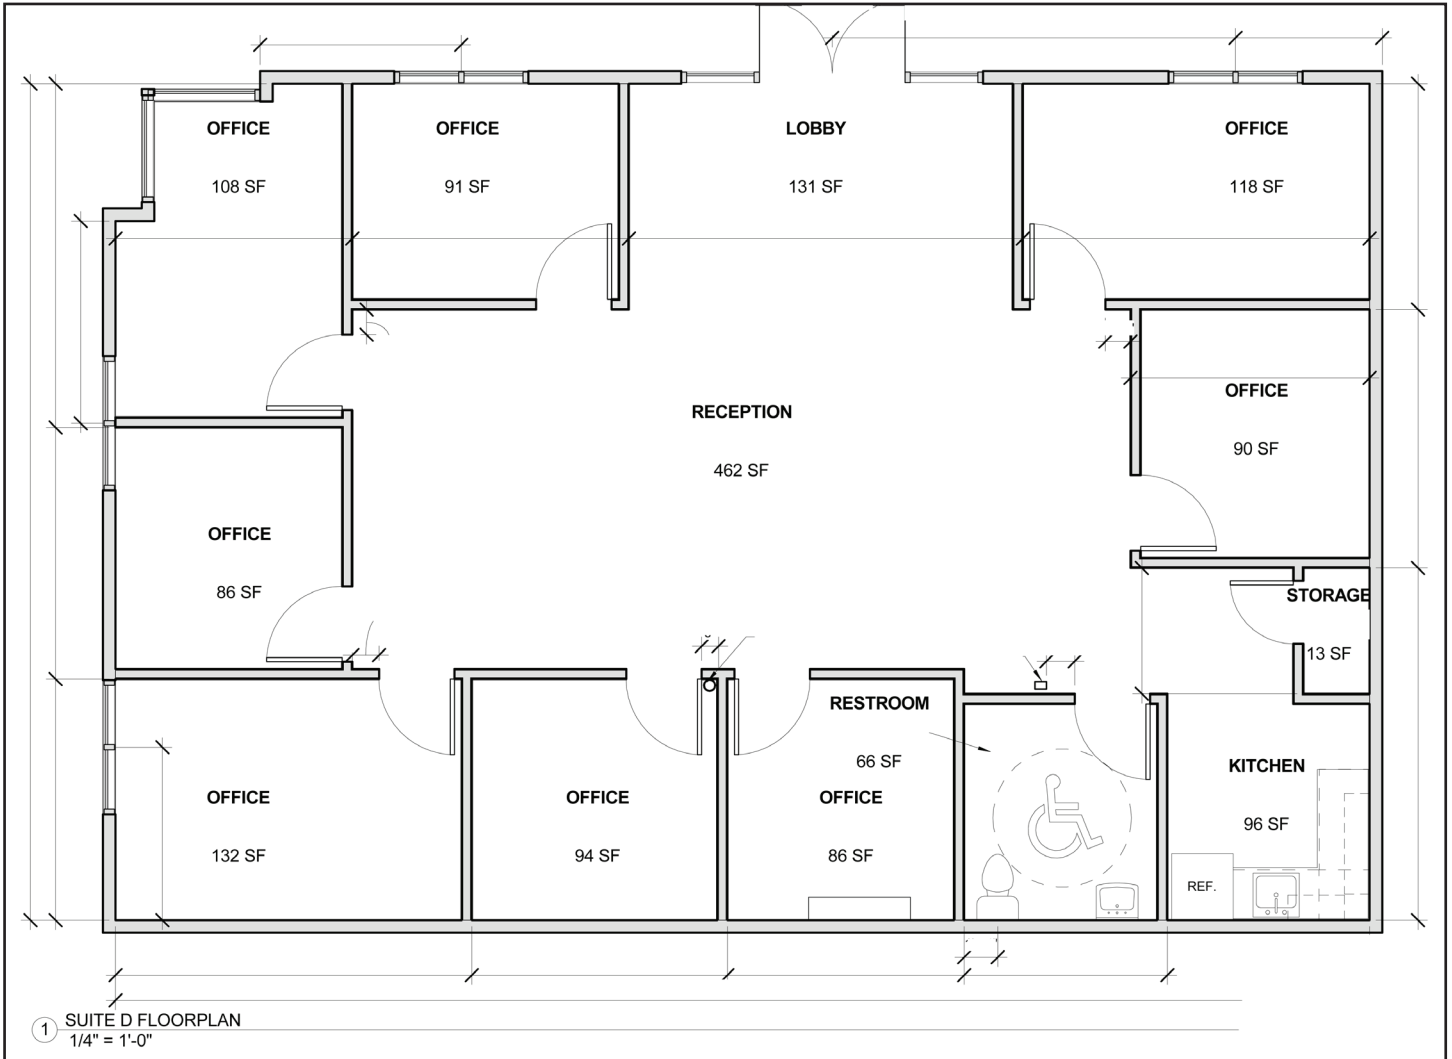 OFFICE
108 SF
OFFICE
91 SF
LOBBY
131 SF
OFFICE
118 SF
RECEPTION
462 SF
OFFICE
90 SF
OFFICE
86 SF
STORAGE
13 SF
RESTROOM
66 SF
KITCHEN
96 SF
OFFICE
132 SF
OFFICE
94 SF
OFFICE
86 SF
REF.
1
SUITE D FLOORPLAN
1/4" = 1'-0"